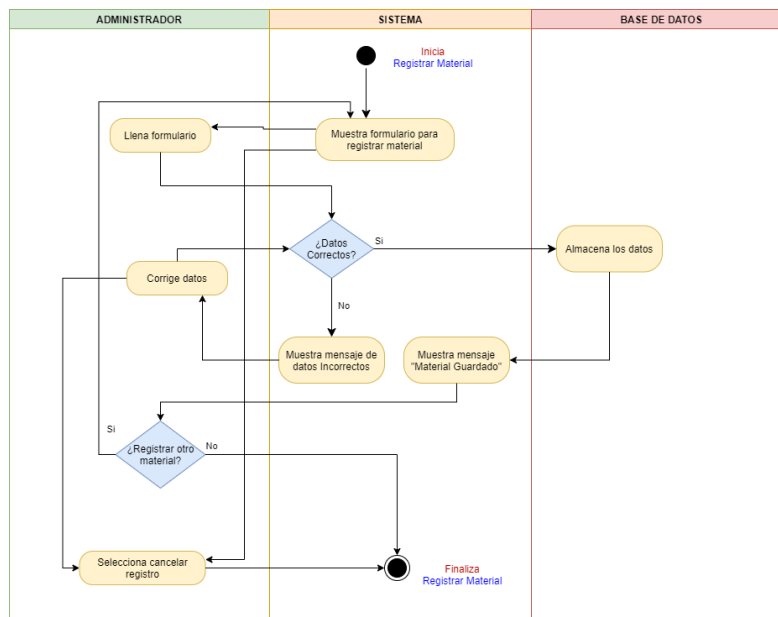 ADMINISTRADOR
SISTEMA
BASE DE DATOS
Inicia
Registrar Material
Llena formulario
Muestra formulario para
registrar material
¿Datos
Correctos?
Si
Almacena los datos
Corrige datos
No
Muestra mensaje de
datos Incorrectos
Muestra mensaje
"Material Guardado"
Si
¿Registrar otro
material?
No
Selecciona cancelar
registro
Finaliza
Registrar Material